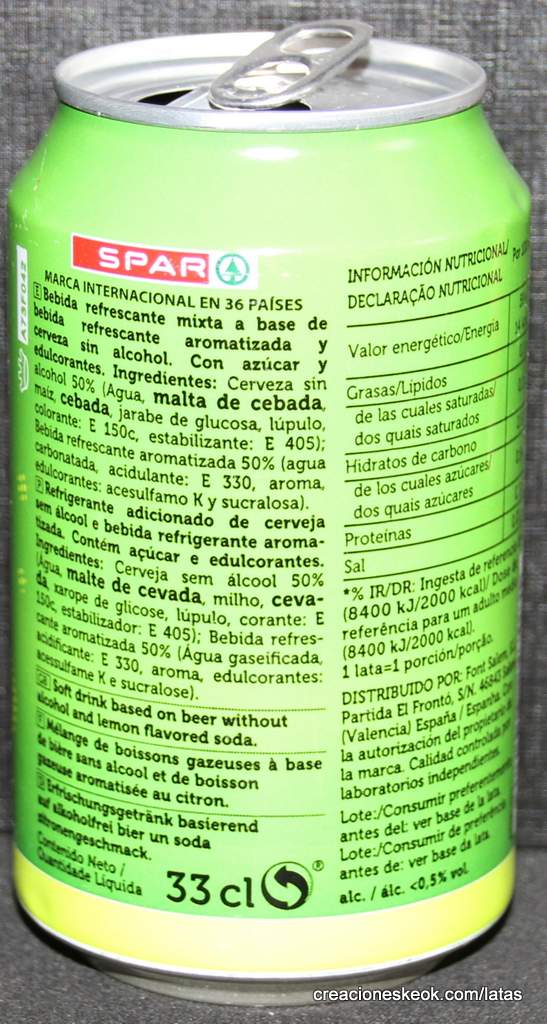 SPAR
MARCA INTERNACIONAL EN 36 PAÍSES
E Bebida refrescante mixta a base de
bebida refrescante aromatizada y
cerveza sin alcohol. Con azúcar y
edulcorantes. Ingredientes: Cerveza sin
alcohol 50% (Agua, malta de cebada,
maíz, cebada, jarabe de glucosa, lúpulo,
colorante: E 150c, estabilizante: E 405);
Bebida refrescante aromatizada 50% (agua
carbonatada, acidulante: E 330, aroma,
edulcorantes: acesulfamo K y sucralosa).
P Refrigerante adicionado de cerveja
sem álcool e bebida refrigerante aroma-
tizada. Contém açúcar e edulcorantes.
Ingredientes: Cerveja sem álcool 50%
(Água, malte de cevada, milho, ceva-
da, xarope de glicose, lúpulo, corante: E
150c, estabilizador: E 405); Bebida refres-
cante aromatizada 50% (Água gaseificada,
acidificante: E 330, aroma, edulcorantes:
acessulfame K e sucralose).
GB Soft drink based on beer without
alcohol and lemon flavored soda.
F Mélange de boissons gazeuses à base
de bière sans alcool et de boisson
gazeuse aromatisée au citron.
D Erfrischungsgetränk basierend
auf alkoholfrei bier un soda
zitronengeschmack.
Contenido Neto /
Quantidade Líquida
33 cl
®
A73F042
INFORMACIÓN NUTRICIONAL/
DECLARAÇÃO NUTRICIONAL
Por
Valor energético/Energia
Grasas/Lípidos
de las cuales saturadas/
dos quais saturados
Hidratos de carbono
de los cuales azúcares/
dos quais azúcares
Proteínas
Sal
*% IR/DR: Ingesta de referencia
(8400 kJ/2000 kcal)/ Dose de
referência para um adulto médio
(8400 kJ/2000 kcal).
1 lata=1 porción/porção.
DISTRIBUIDO POR: Font Salem,
Partida El Frontó, S/N. 46843
(Valencia) España / Espanha. Con
la autorización del propietario de
la marca. Calidad controlada por
laboratorios independientes.
Lote:/Consumir preferentemente
antes del: ver base de la lata.
Lote:/Consumir de preferência
antes de: ver base da lata.
alc. / álc. <0,5% vol.
creacioneskeok.com/latas